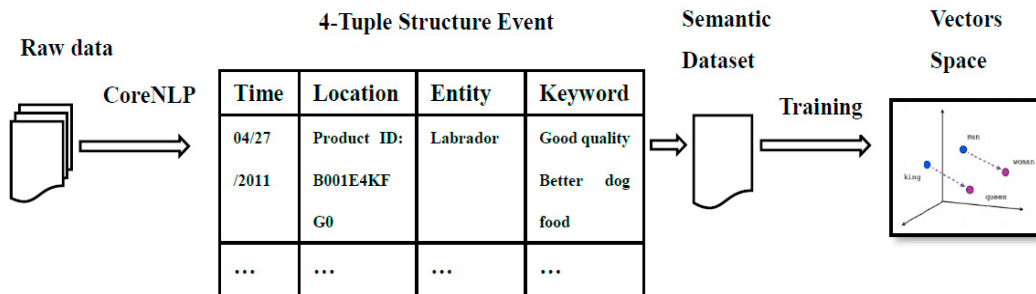 4-Tuple Structure Event
Semantic
Dataset
Vectors
Space
Raw data
CoreNLP
Time Location Entity Keyword
04/27 Product ID: Labrador Good quality
/2011 B001E4KF Better dog
G0 food
… … … …
Training
man
woman
king
queen